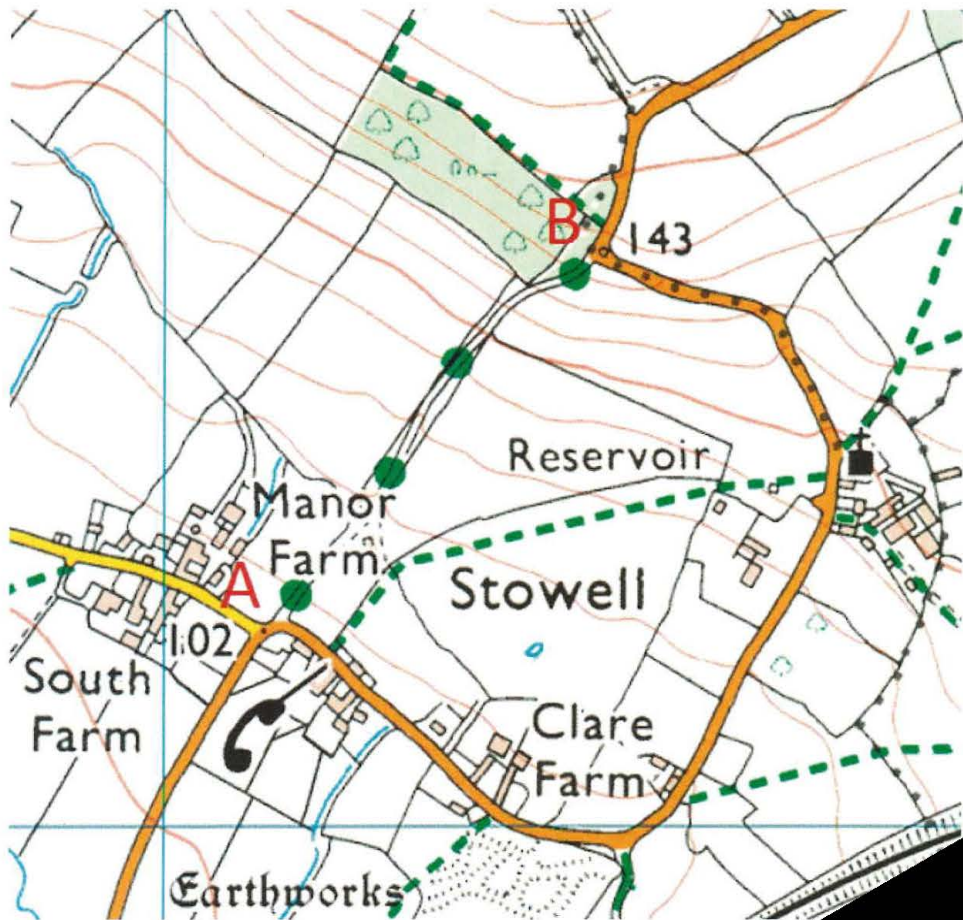 B
143
Reservoir
Manor
Farm
Stowell
A
102
South
Farm
Clare
Farm
Earthworks